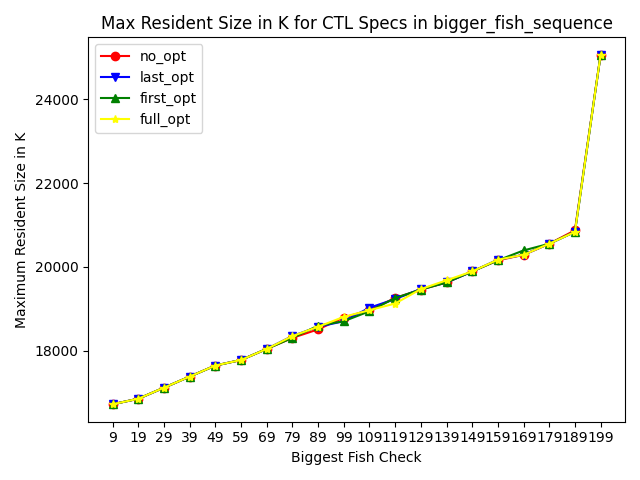 Max Resident Size in K for CTL Specs in bigger_fish_sequence
no_opt
last_opt
first_opt
full_opt
Maximum Resident Size in K
24000
22000
20000
18000
9 19 29 39 49 59 69 79 89 99 109 119 129 139 149 159 169 179 189 199
Biggest Fish Check